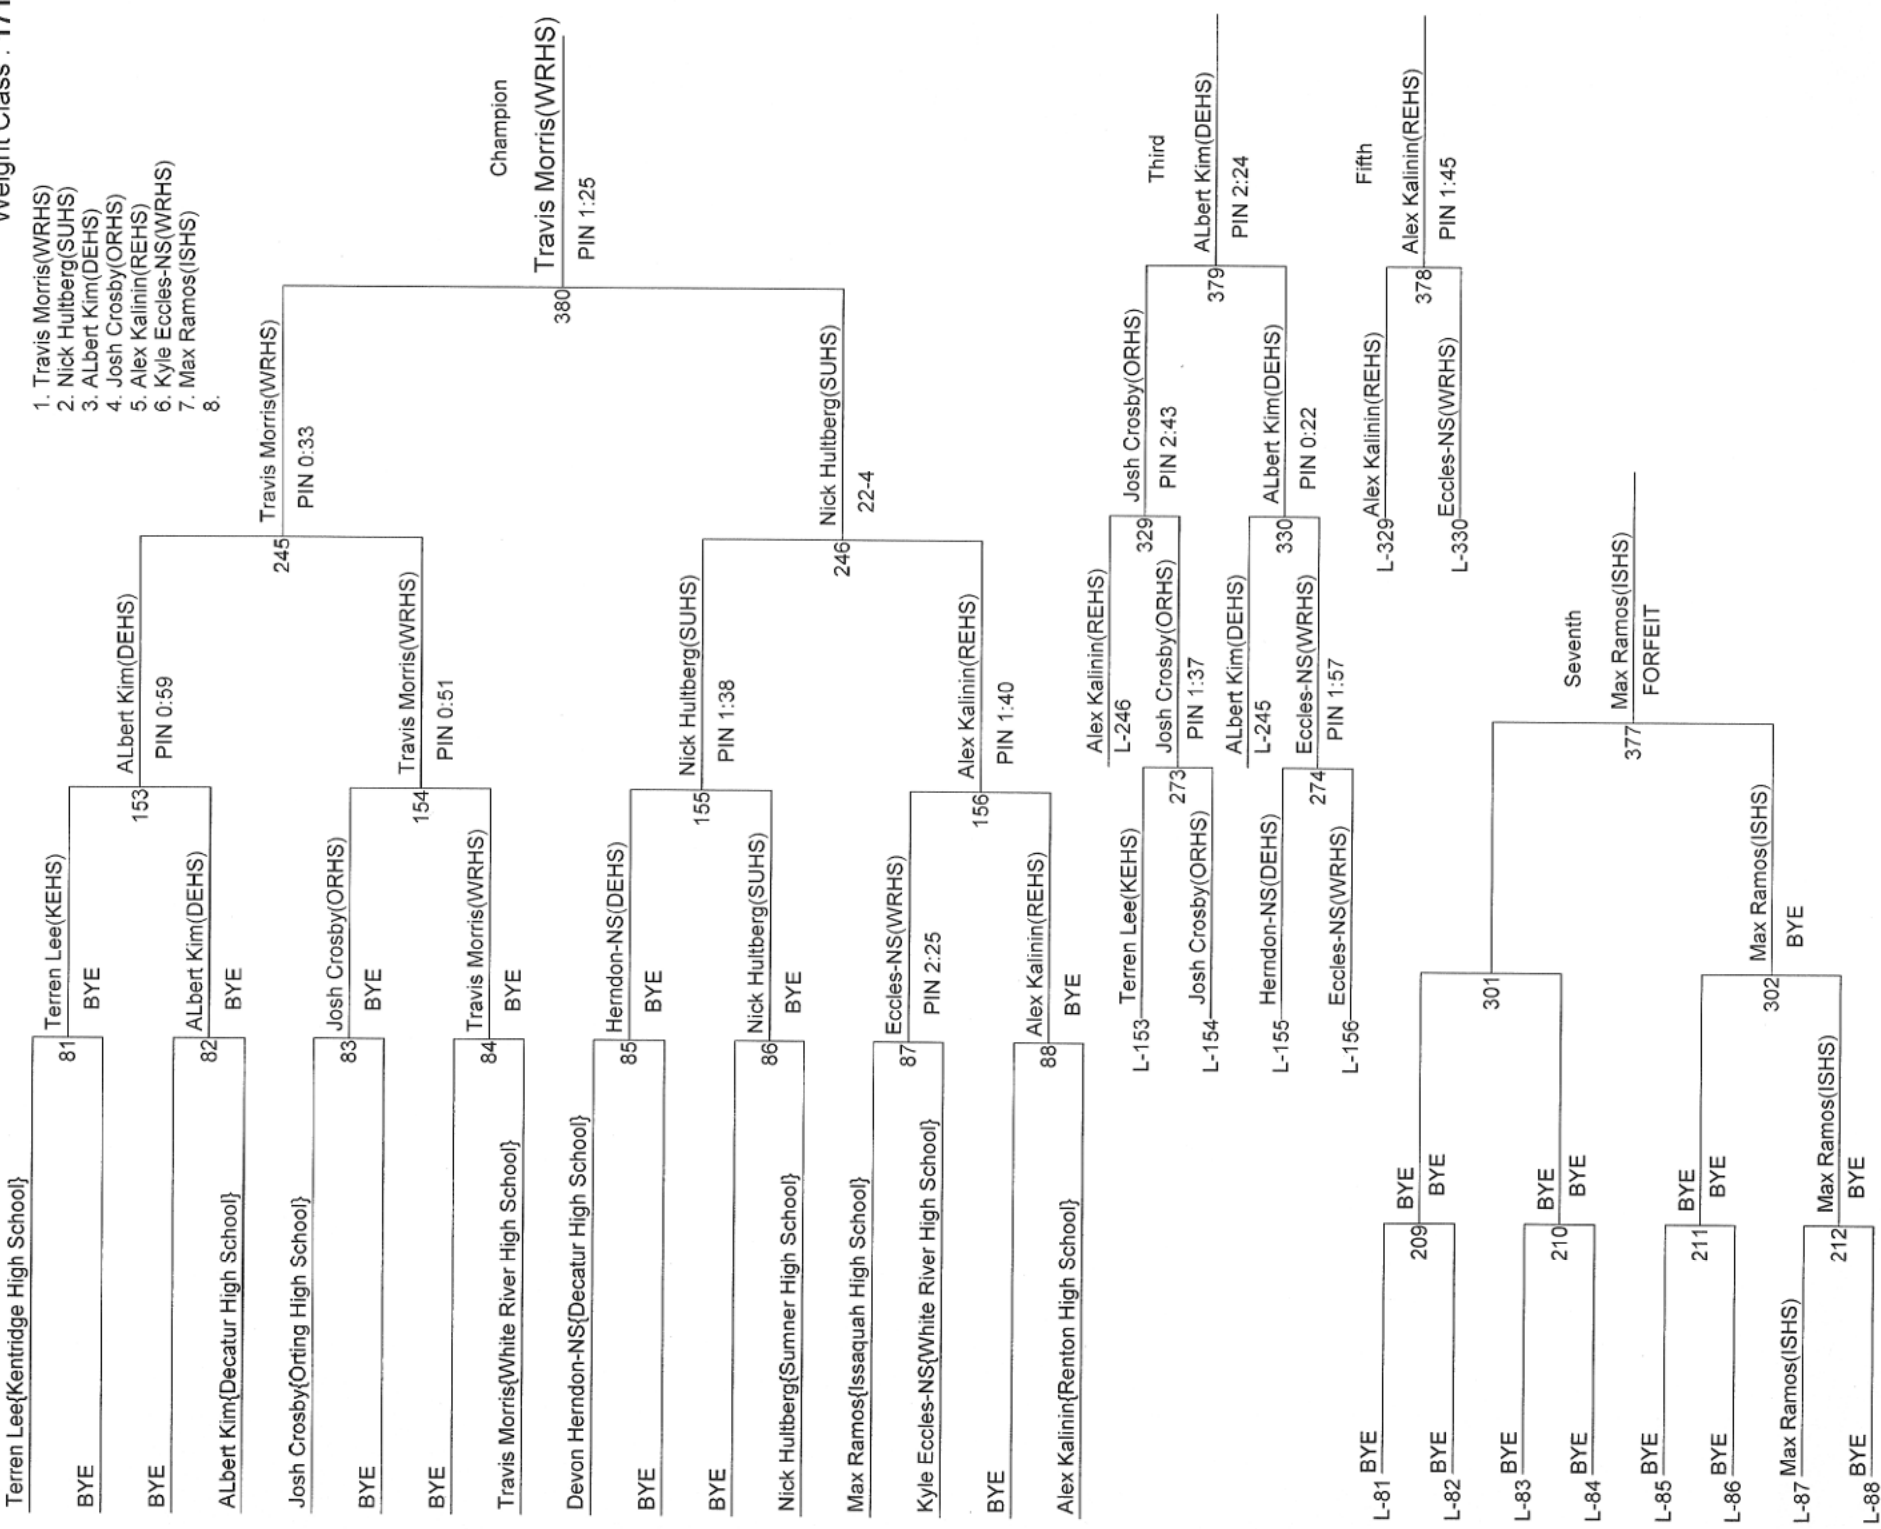 Weight Class : 171
1. Travis Morris(WRHS)
2. Nick Hultberg(SUHS)
3. ALbert Kim(DEHS)
4. Josh Crosby(ORHS)
5. Alex Kalinin(REHS)
6. Kyle Eccles-NS(WRHS)
7. Max Ramos(ISHS)
8.
Terren Lee{Kentridge High School}
81
BYE
Terren Lee(KEHS)
BYE
153
BYE
82
ALbert Kim{Decatur High School}
ALbert Kim(DEHS)
BYE
ALbert Kim(DEHS)
PIN 0:59
245
Josh Crosby{Orting High School}
83
BYE
Josh Crosby(ORHS)
BYE
154
BYE
84
Travis Morris{White River High School}
Travis Morris(WRHS)
BYE
Travis Morris(WRHS)
PIN 0:51
Travis Morris(WRHS)
PIN 0:33
380
Devon Herndon-NS{Decatur High School}
85
BYE
Herndon-NS(DEHS)
BYE
155
BYE
86
Nick Hultberg{Sumner High School}
Nick Hultberg(SUHS)
BYE
Nick Hultberg(SUHS)
PIN 1:38
246
Max Ramos{Issaquah High School}
87
Kyle Eccles-NS{White River High School}
Eccles-NS(WRHS)
PIN 2:25
156
BYE
88
Alex Kalinin{Renton High School}
Alex Kalinin(REHS)
BYE
Alex Kalinin(REHS)
PIN 1:40
Nick Hultberg(SUHS)
22-4
Champion
Travis Morris(WRHS)
PIN 1:25
L-153 Terren Lee(KEHS)
273
L-154 Josh Crosby(ORHS)
Alex Kalinin(REHS)
L-246
329
Josh Crosby(ORHS)
PIN 1:37
Josh Crosby(ORHS)
PIN 2:43
379
L-155 Herndon-NS(DEHS)
274
L-156 Eccles-NS(WRHS)
ALbert Kim(DEHS)
L-245
330
Eccles-NS(WRHS)
PIN 1:57
ALbert Kim(DEHS)
PIN 0:22
Third
ALbert Kim(DEHS)
PIN 2:24
L-329 Alex Kalinin(REHS)
378
L-330 Eccles-NS(WRHS)
Fifth
Alex Kalinin(REHS)
PIN 1:45
L-81 BYE
209
L-82 BYE
BYE
BYE
301
L-83 BYE
210
L-84 BYE
BYE
BYE
377
L-85 BYE
211
L-86 BYE
BYE
BYE
302
L-87 Max Ramos(ISHS)
212
L-88 BYE
Max Ramos(ISHS)
BYE
Max Ramos(ISHS)
BYE
Seventh
Max Ramos(ISHS)
FORFEIT